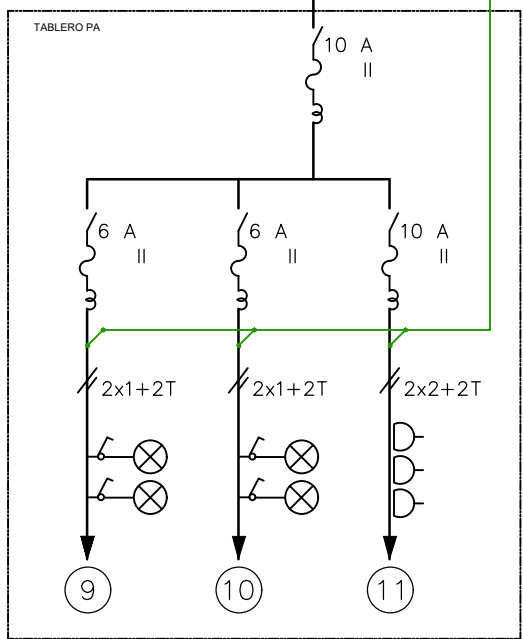 TABLERO PA
10 A
II
6 A
II
6 A
II
10 A
II
2x1+2T
2x1+2T
2x2+2T
9
10
11